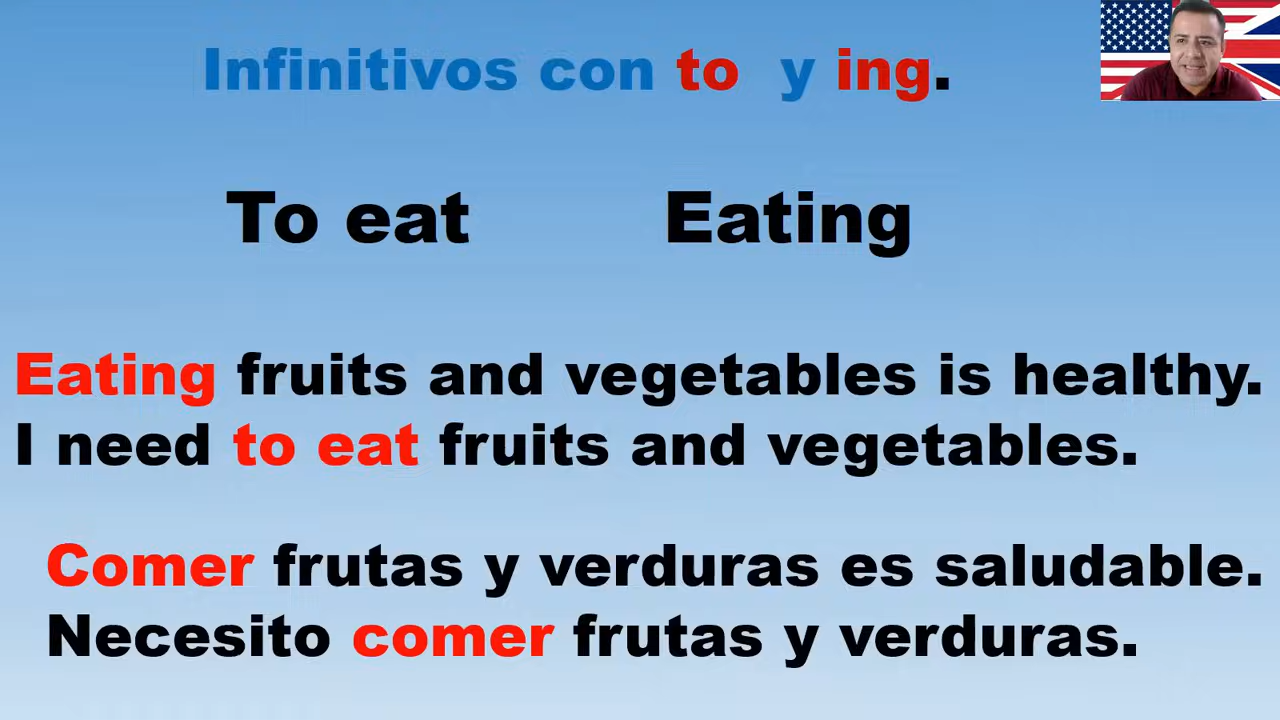 Infinitivos con to y ing.
To eat Eating
Eating fruits and vegetables is healthy.
I need to eat fruits and vegetables.
Comer frutas y verduras es saludable.
Necesito comer frutas y verduras.